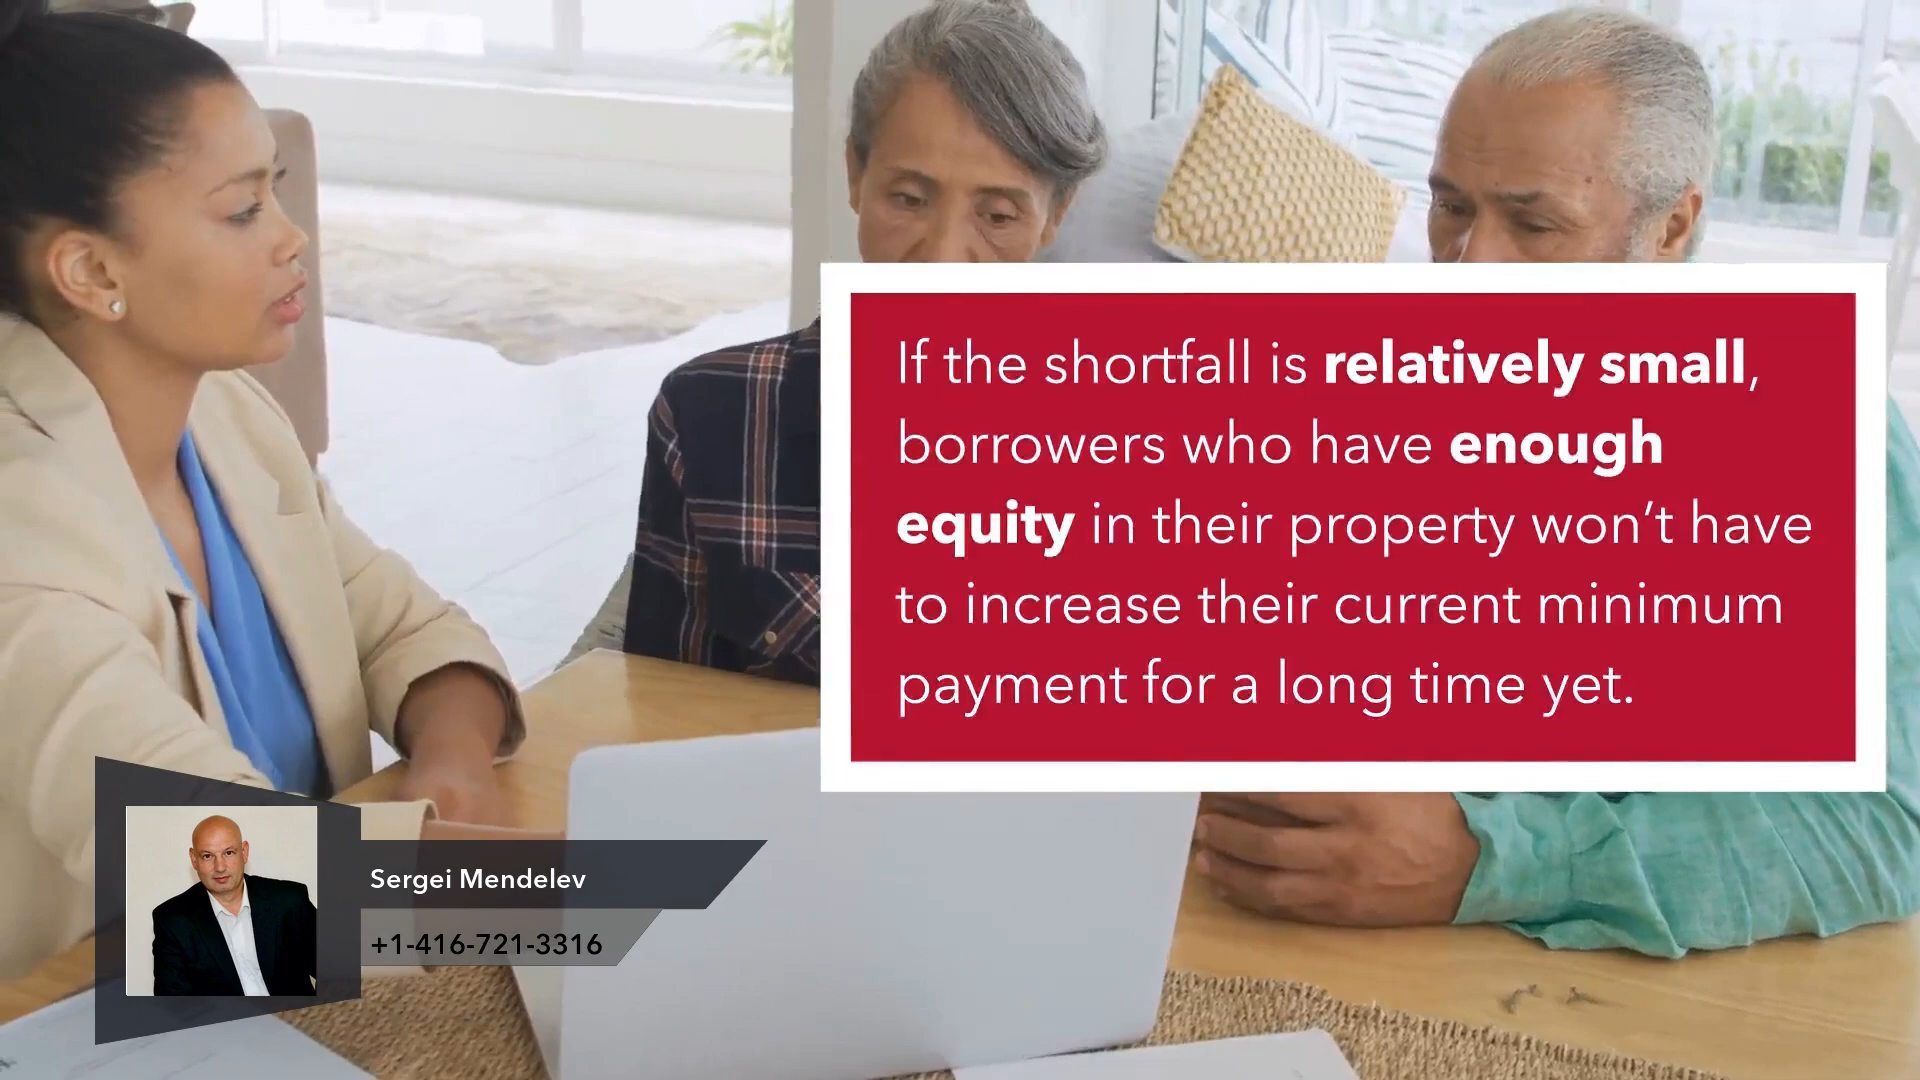 If the shortfall is relatively small,
borrowers who have enough
equity in their property won’t have
to increase their current minimum
payment for a long time yet.
Sergei Mendelev
+1-416-721-3316